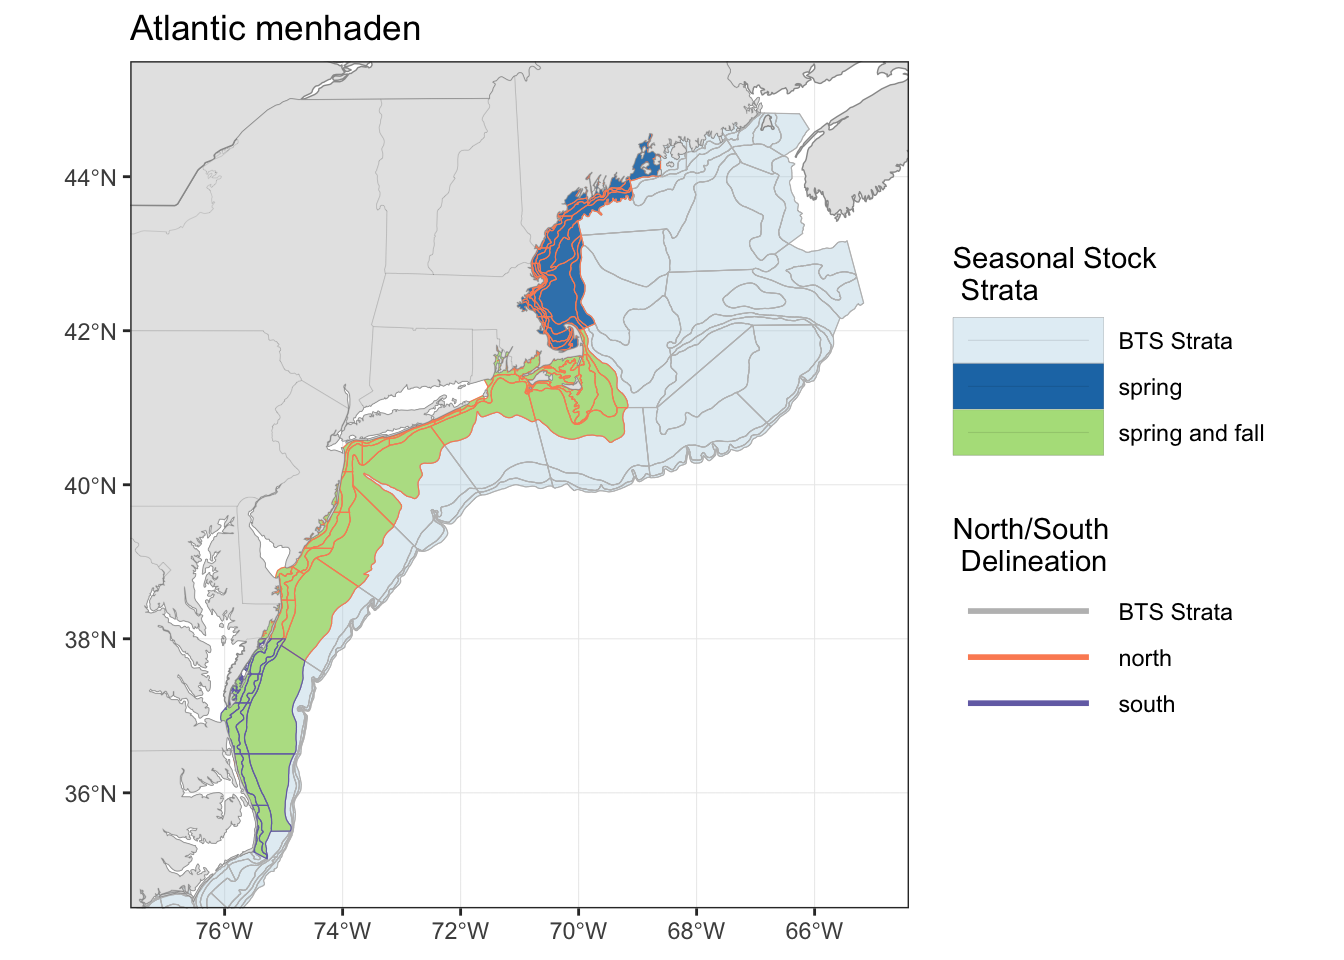 Atlantic menhaden
44°N
42°N
40°N
38°N
36°N
76°W
74°W
72°W
70°W
68°W
66°W
Seasonal Stock
Strata
BTS Strata
spring
spring and fall
North/South
Delineation
BTS Strata
north
south